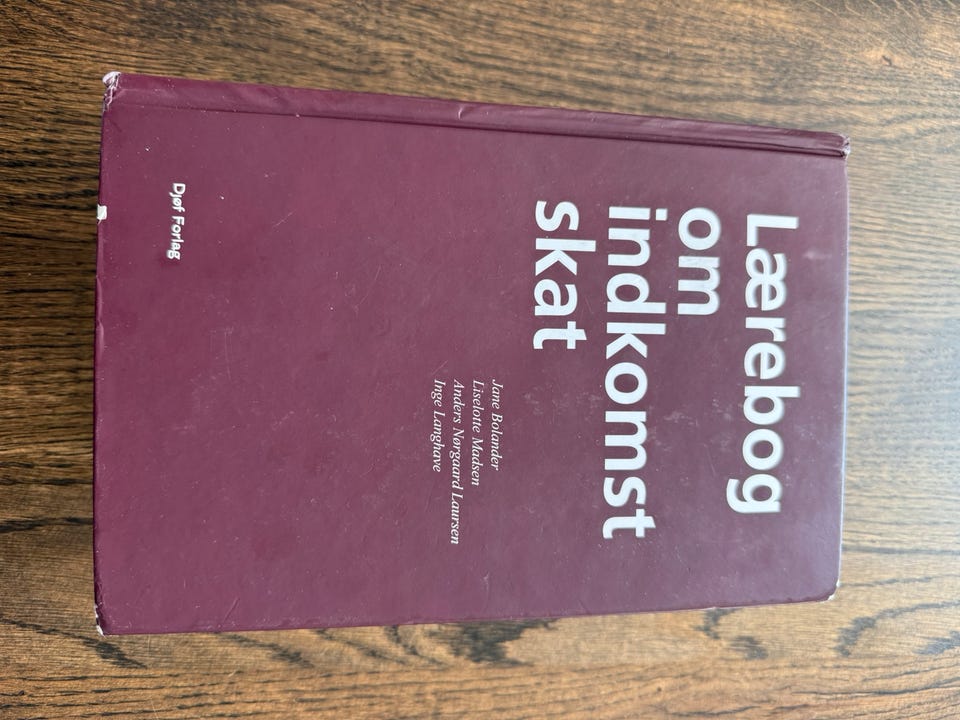 Lærebog
om
indkomst
skat
Jane Bolander
Liselotte Madsen
Anders Nørgaard Laursen
Inge Langhave
Djøf Forlag